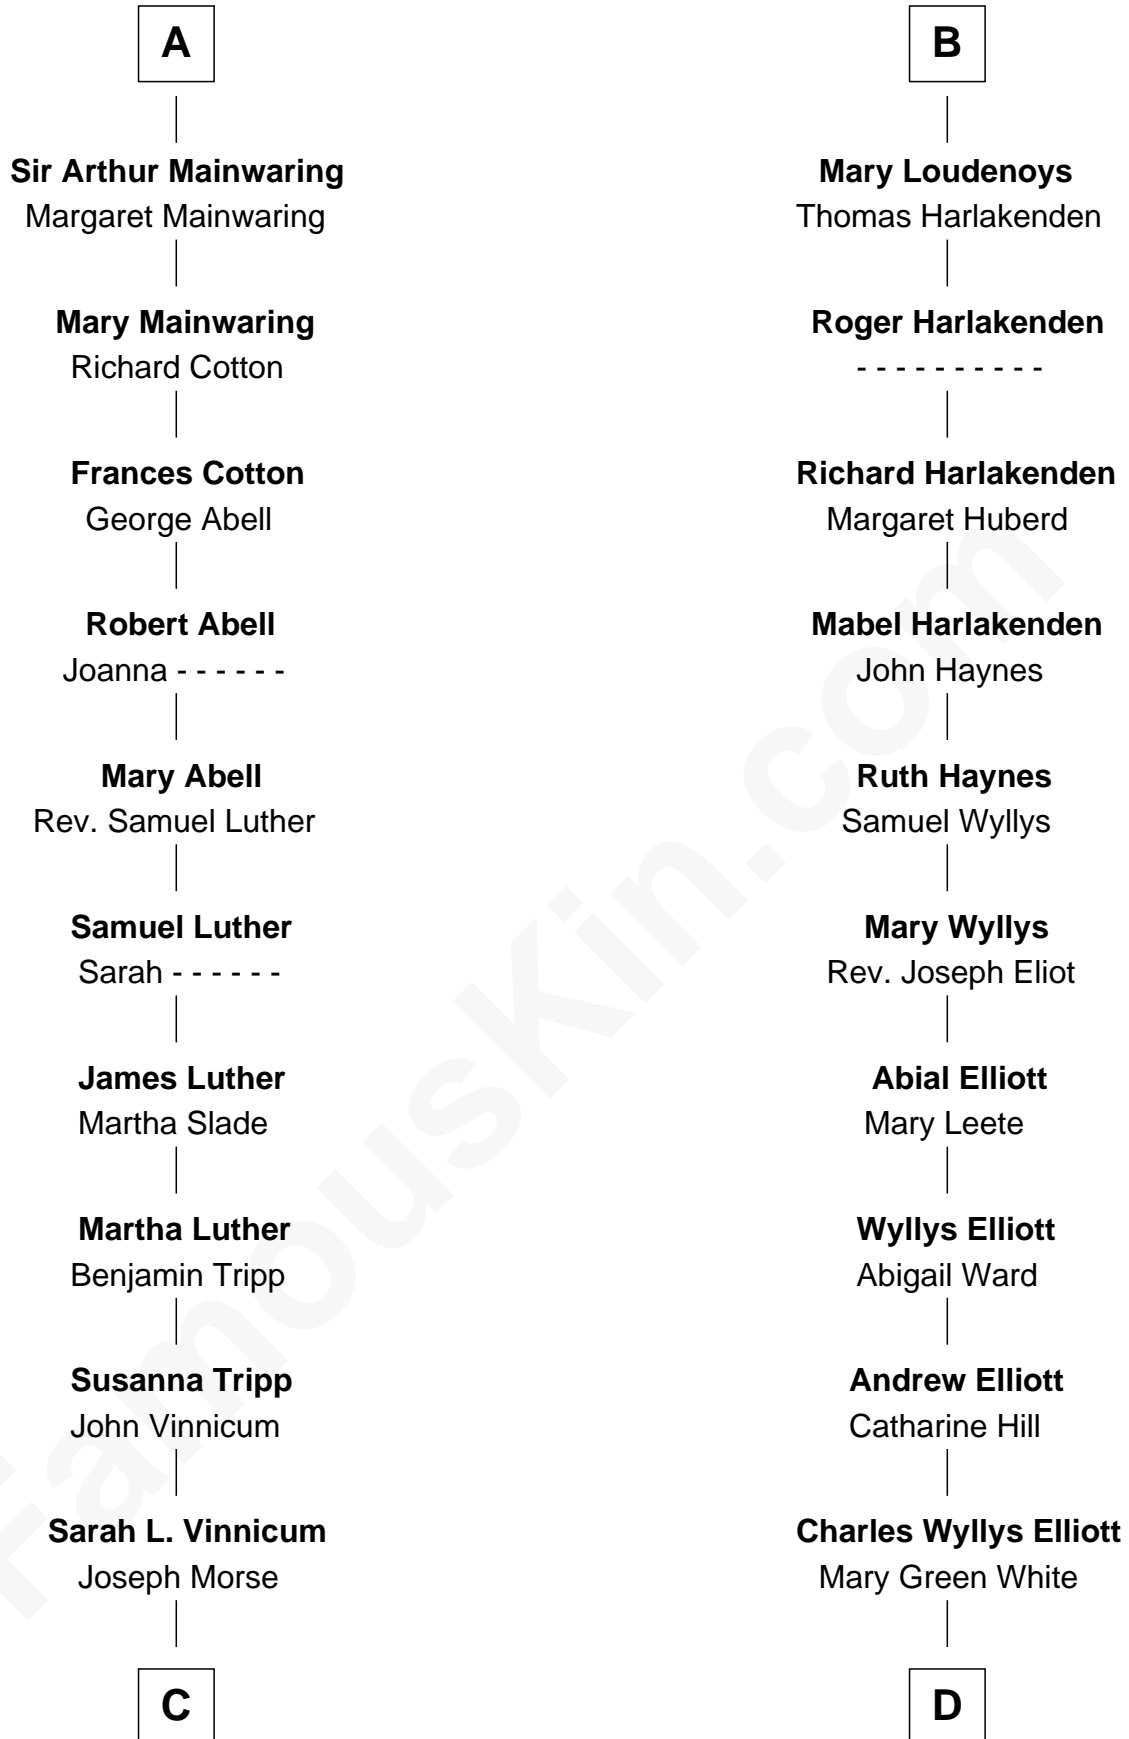 A
Sir Arthur Mainwaring
Margaret Mainwaring
Mary Mainwaring
Richard Cotton
Frances Cotton
George Abell
Robert Abell
Joanna - - - - - -
Mary Abell
Rev. Samuel Luther
Samuel Luther
Sarah - - - - - -
James Luther
Martha Slade
Martha Luther
Benjamin Tripp
Susanna Tripp
John Vinnicum
Sarah L. Vinnicum
Joseph Morse
C
B
Mary Loudenoys
Thomas Harlakenden
Roger Harlakenden
- - - - - - - - - -
Richard Harlakenden
Margaret Huberd
Mabel Harlakenden
John Haynes
Ruth Haynes
Samuel Wyllys
Mary Wyllys
Rev. Joseph Eliot
Abial Elliott
Mary Leete
Wyllys Elliott
Abigail Ward
Andrew Elliott
Catharine Hill
Charles Wyllys Elliott
Mary Green White
D
FamousKin.com